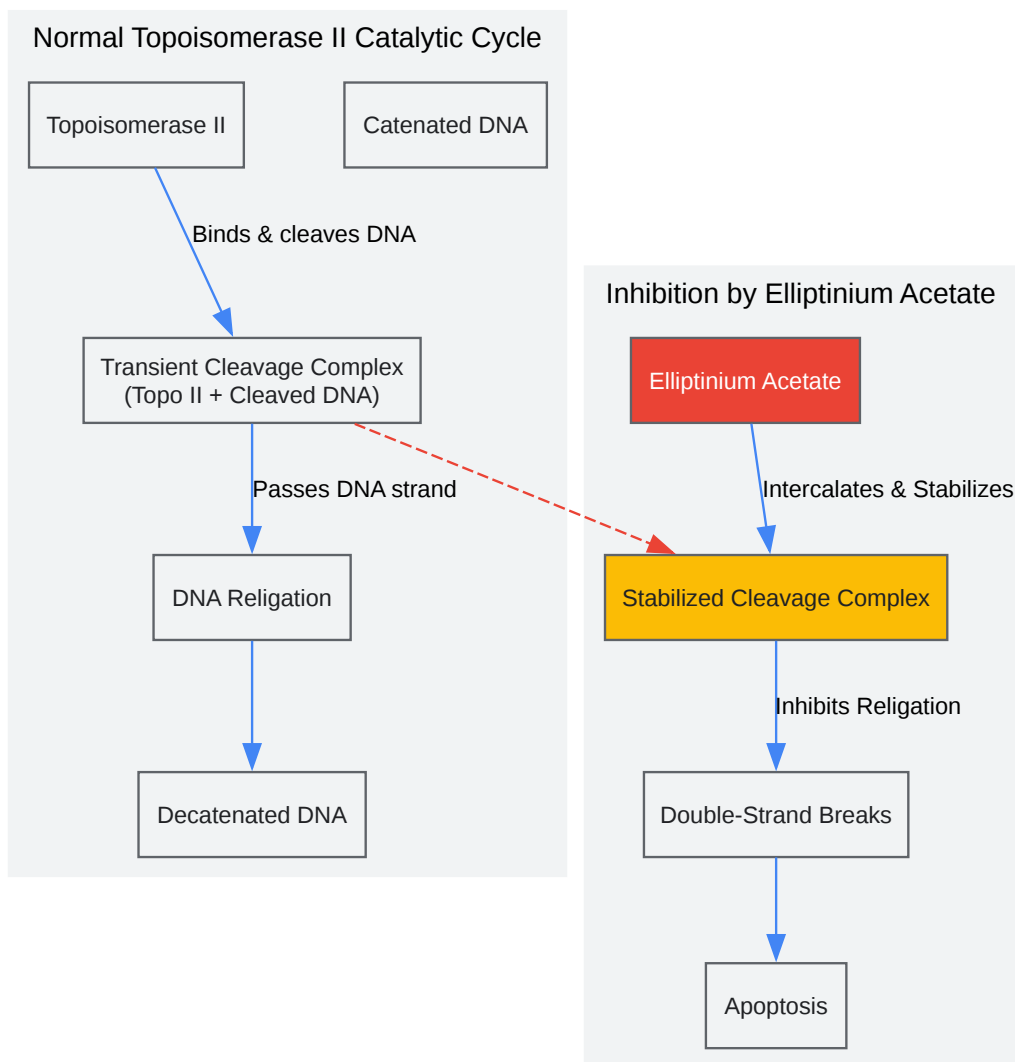 Normal Topoisomerase II Catalytic Cycle
Topoisomerase II
Catenated DNA
Binds & cleaves DNA
Transient Cleavage Complex
(Topo II + Cleaved DNA)
Passes DNA strand
DNA Religation
Decatenated DNA
Inhibition by Elliptinium Acetate
Elliptinium Acetate
Intercalates & Stabilizes
Stabilized Cleavage Complex
Inhibits Religation
Double-Strand Breaks
Apoptosis